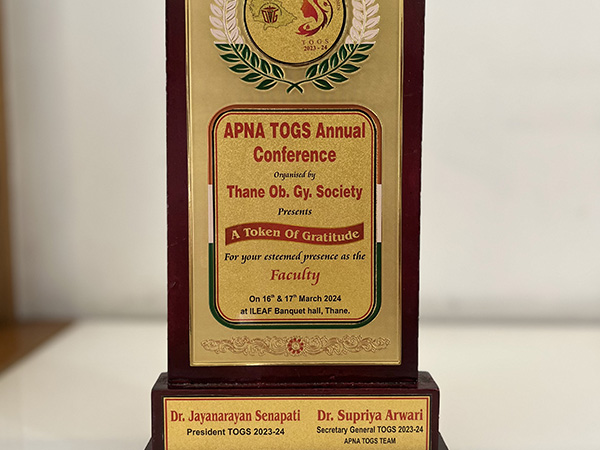 TOGS
2023 - 24
APNA TOGS Annual
Conference
Organised by
Thane Ob. Gy. Society
Presents
A Token Of Gratitude
For your esteemed presence as the
Faculty
On 16th & 17th March 2024
at ILEAF Banquet hall, Thane.
Dr. Jayanarayan Senapati
President TOGS 2023-24
Dr. Supriya Arwari
Secretary General TOGS 2023-24
APNA TOGS TEAM